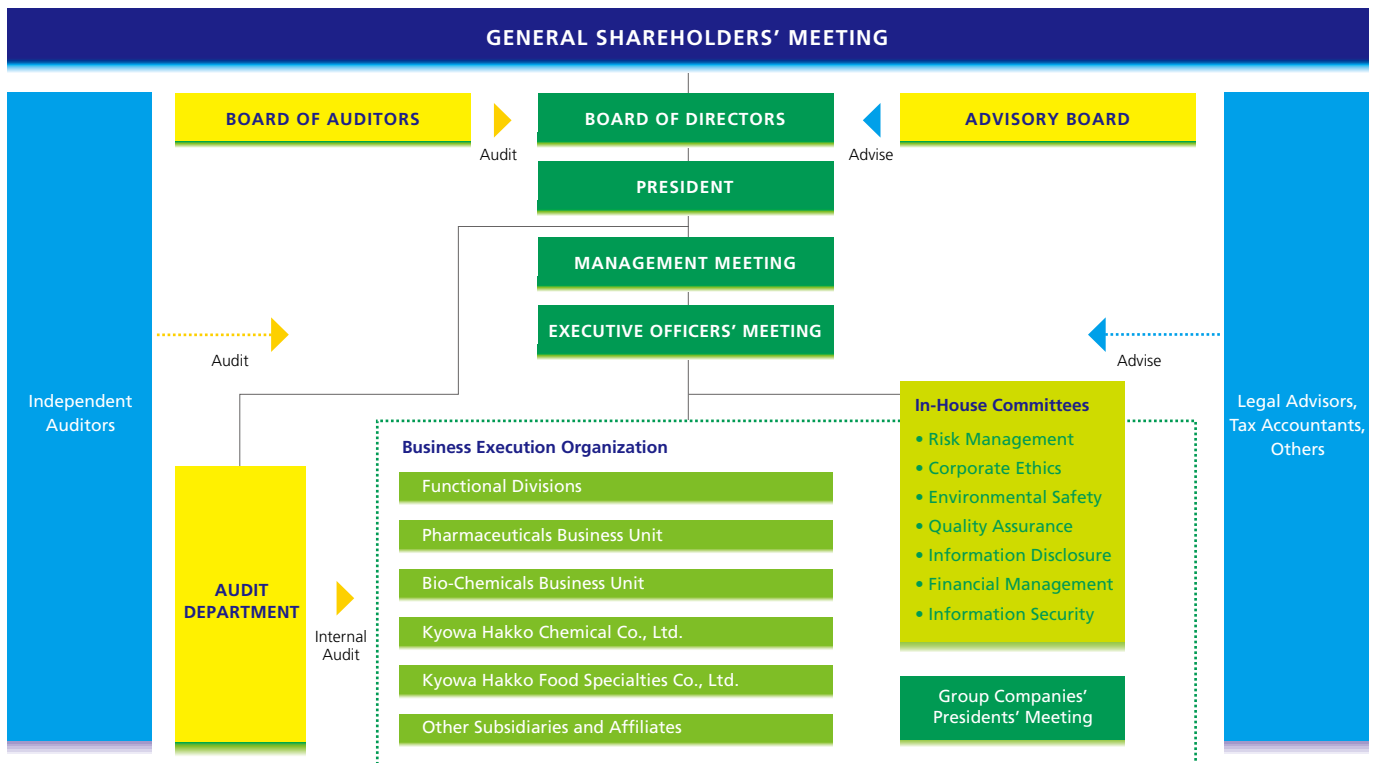 GENERAL SHAREHOLDERS’ MEETING
BOARD OF AUDITORS
Audit
BOARD OF DIRECTORS
Advise
ADVISORY BOARD
PRESIDENT
MANAGEMENT MEETING
EXECUTIVE OFFICERS’ MEETING
Audit
Advise
Independent
Auditors
Legal Advisors,
Tax Accountants,
Others
In-House Committees
• Risk Management
• Corporate Ethics
• Environmental Safety
• Quality Assurance
• Information Disclosure
• Financial Management
• Information Security
Business Execution Organization
Functional Divisions
Pharmaceuticals Business Unit
Bio-Chemicals Business Unit
Kyowa Hakko Chemical Co., Ltd.
Kyowa Hakko Food Specialties Co., Ltd.
Other Subsidiaries and Affiliates
AUDIT
DEPARTMENT
Internal
Audit
Group Companies’
Presidents’ Meeting